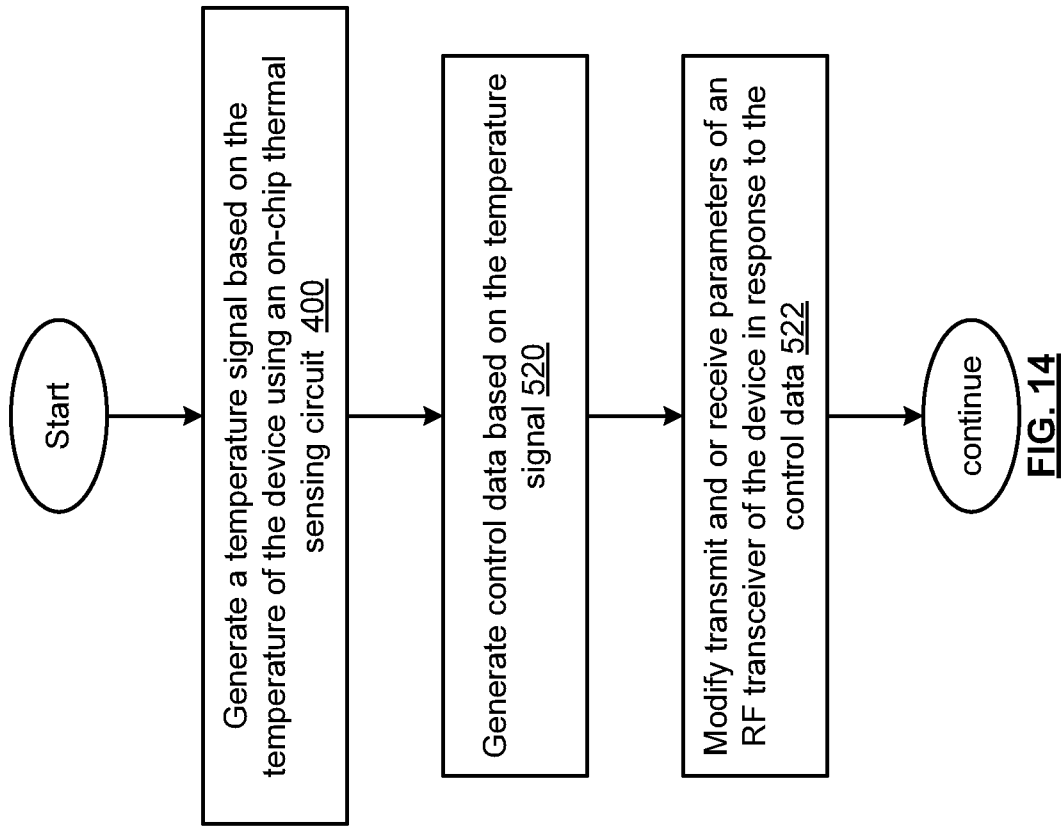 Start
Generate a temperature signal based on the
temperature of the device using an on-chip thermal
sensing circuit 400
Generate control data based on the temperature
signal 520
Modify transmit and or receive parameters of an
RF transceiver of the device in response to the
control data 522
continue
FIG. 14